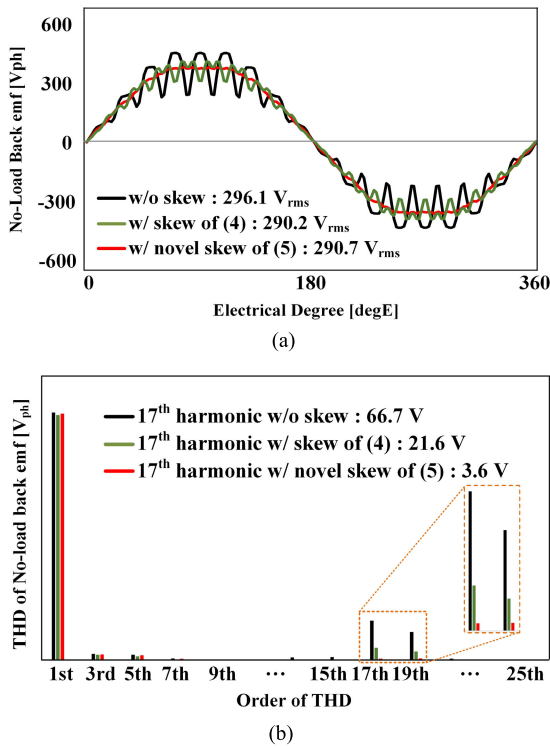 600
300
0
-300
-600
No-Load Back emf [Vph]
w/o skew : 296.1 Vrms
w/ skew of (4) : 290.2 Vrms
w/ novel skew of (5) : 290.7 Vrms
0 180 360
Electrical Degree [degE]
(a)
THD of No-load back emf [Vph]
17th harmonic w/o skew : 66.7 V
17th harmonic w/ skew of (4) : 21.6 V
17th harmonic w/ novel skew of (5) : 3.6 V
1st 3rd 5th 7th 9th ... 15th 17th 19th ... 25th
Order of THD
(b)